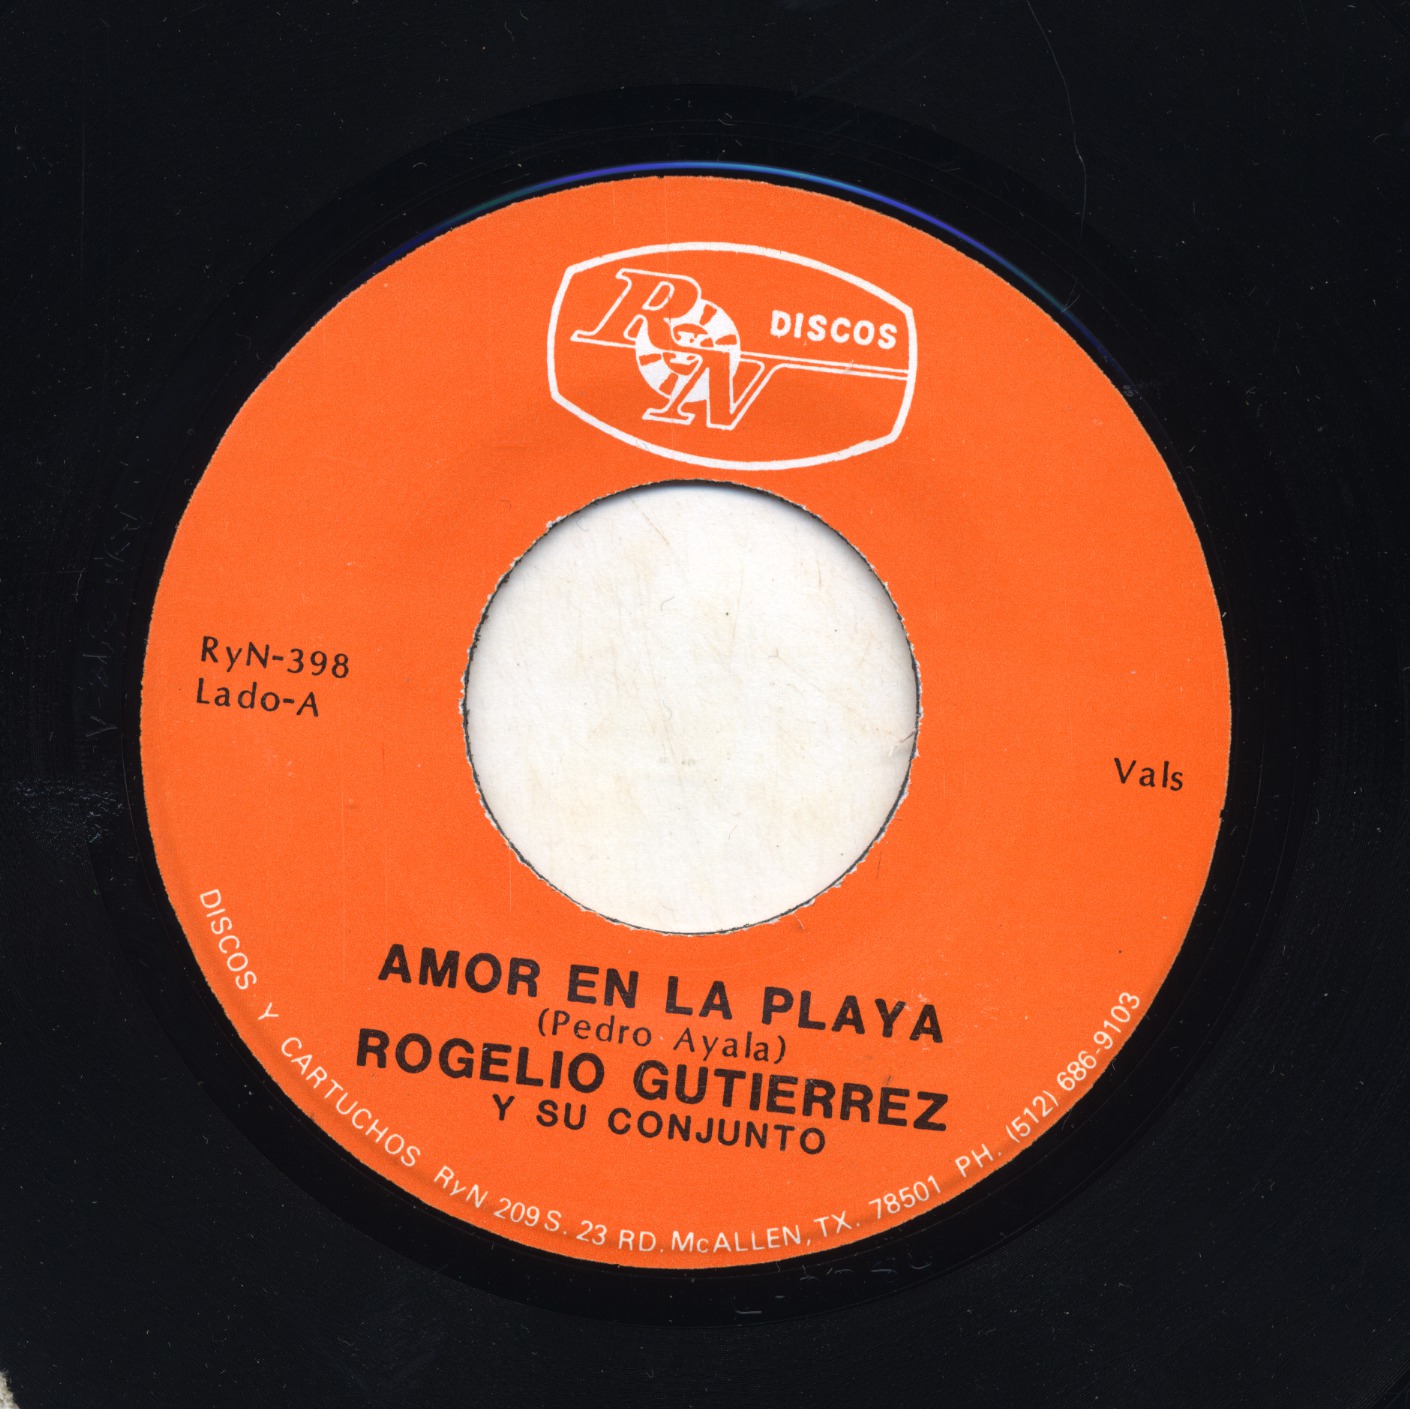 RyN DISCOS
RyN-398
Lado-A
Vals
AMOR EN LA PLAYA
(Pedro Ayala)
ROGELIO GUTIERREZ
Y SU CONJUNTO
DISCOS Y CARTUCHOS RyN 209 S. 23 RD. McALLEN, TX. 78501 PH. (512) 686-9103